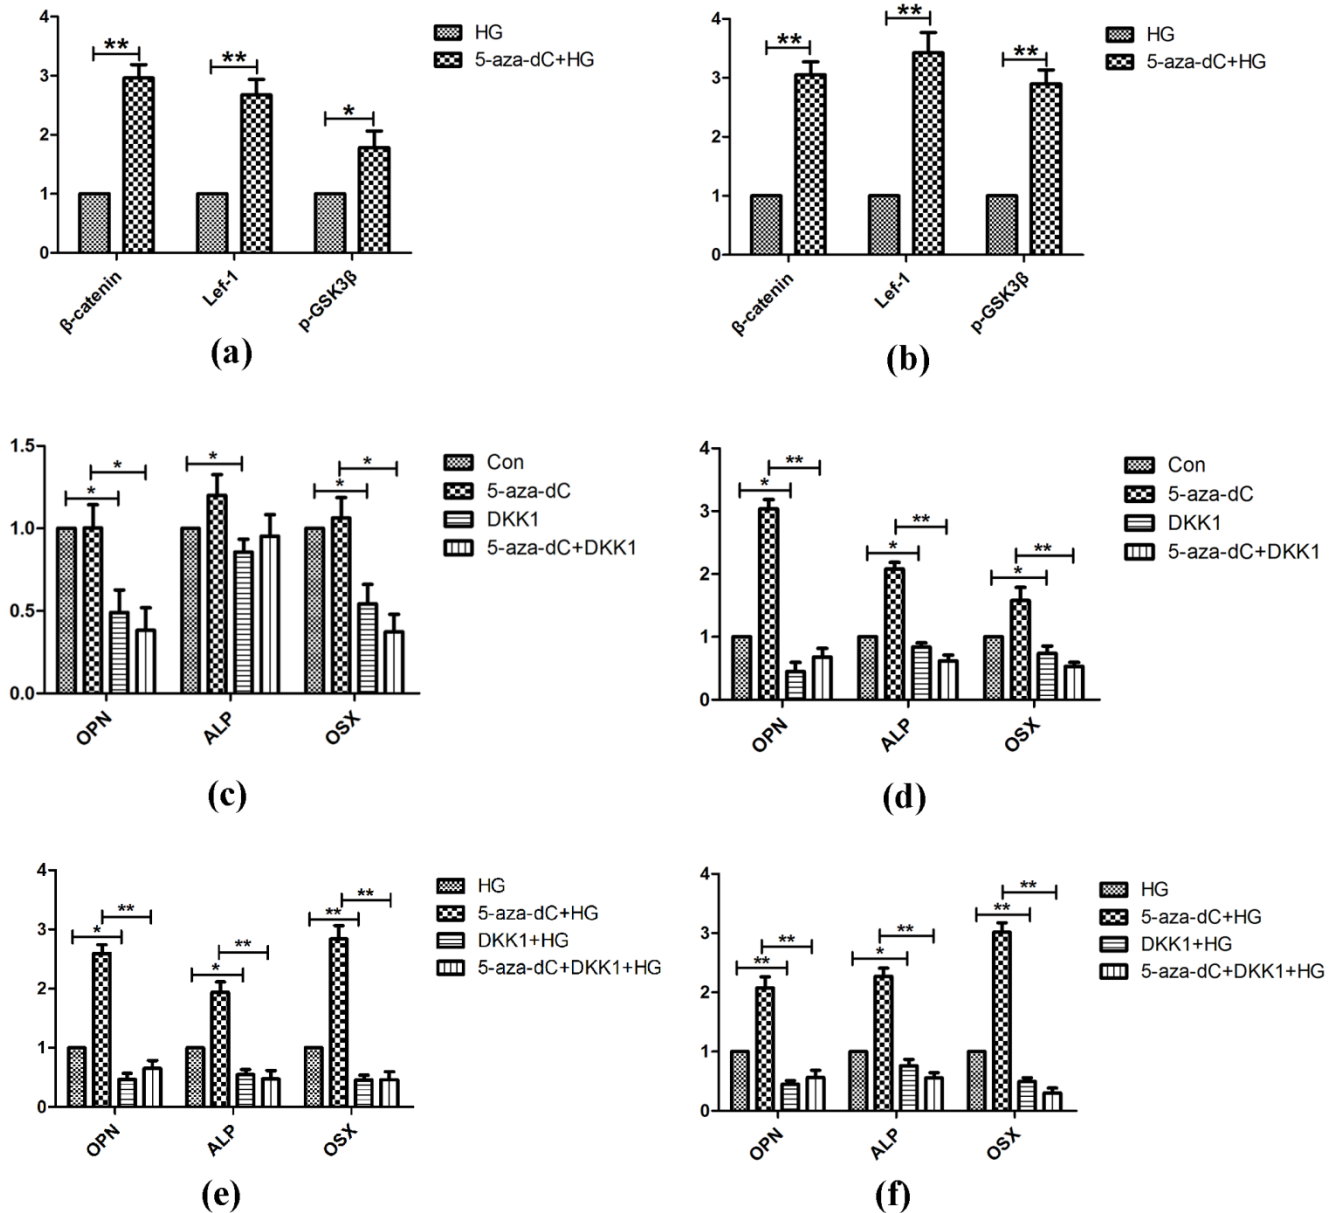 4
3
2
1
0
**
**
*
β-catenin
Lef-1
p-GSK3β
HG
5-aza-dC+HG
(a)
4
3
2
1
0
**
**
**
β-catenin
Lef-1
p-GSK3β
HG
5-aza-dC+HG
(b)
1.5
1.0
0.5
0.0
*
*
*
*
*
OPN
ALP
OSX
Con
5-aza-dC
DKK1
5-aza-dC+DKK1
(c)
4
3
2
1
0
**
*
**
*
**
*
OPN
ALP
OSX
Con
5-aza-dC
DKK1
5-aza-dC+DKK1
(d)
4
3
2
1
0
**
*
**
*
**
**
OPN
ALP
OSX
HG
5-aza-dC+HG
DKK1+HG
5-aza-dC+DKK1+HG
(e)
4
3
2
1
0
**
**
**
*
**
**
OPN
ALP
OSX
HG
5-aza-dC+HG
DKK1+HG
5-aza-dC+DKK1+HG
(f)